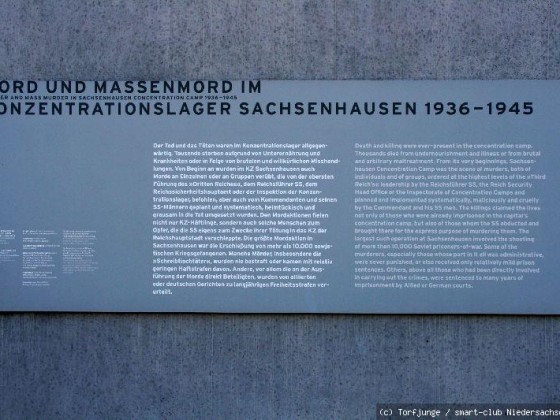 ORD UND MASSENMORD IM
ER AND MASS MURDER IN SACHSENHAUSEN CONCENTRATION CAMP 1936–1945
ONZENTRATIONSLAGER SACHSENHAUSEN 1936–1945
Der Tod und das Töten waren im Konzentrationslager allgegen-
wärtig. Tausende starben aufgrund von Unterernährung und
Krankheiten oder in Folge von brutalen und willkürlichen Misshand-
lungen. Von Beginn an wurden im KZ Sachsenhausen auch
Morde an Einzelnen oder an Gruppen verübt, die von der obersten
Führung des »Dritten Reiches«, dem Reichsführer SS, dem
Reichssicherheitshauptamt oder der Inspektion der Konzen-
trationslager, befohlen, aber auch vom Kommandanten und seinen
SS-Männern geplant und systematisch, heimtückisch und
grausam in die Tat umgesetzt wurden. Den Mordaktionen fielen
nicht nur KZ-Häftlinge, sondern auch solche Menschen zum
Opfer, die die SS eigens zum Zwecke ihrer Tötung in das KZ der
Reichshauptstadt verschleppte. Die größte Mordaktion in
Sachsenhausen war die Erschießung von mehr als 10.000 sowje-
tischen Kriegsgefangenen. Manche Mörder, insbesondere die
»Schreibtischtäter«, wurden nie bestraft oder kamen mit relativ
geringen Haftstrafen davon. Andere, vor allem die an der Aus-
führung der Morde direkt Beteiligten, wurden von alliierten
oder deutschen Gerichten zu langjährigen Freiheitsstrafen ver-
urteilt.
Death and killing were ever-present in the concentration camp.
Thousands died from undernourishment and illness or from brutal
and arbitrary maltreatment. From its very beginnings, Sachsen-
hausen Concentration Camp was the scene of murders, both of
individuals and of groups, ordered at the highest levels of the »Third
Reich's« leadership by the Reichsführer SS, the Reich Security
Head Office or the Inspectorate of Concentration Camps and
planned and implemented systematically, maliciously and cruelly
by the Commandant and his SS men. The killings claimed the lives
not only of those who were already imprisoned in the capital's
concentration camp, but also of those whom the SS abducted and
brought there for the express purpose of murdering them. The
largest such operation at Sachsenhausen involved the shooting
of more than 10,000 Soviet prisoners-of-war. Some of the
murderers, especially those whose part in it all was administrative,
were never punished, or else received only relatively mild prison
sentences. Others, above all those who had been directly involved
in carrying out the crimes, were sentenced to many years of
imprisonment by Allied or German courts.
(c) Torfjunge / smart-club Niedersachs